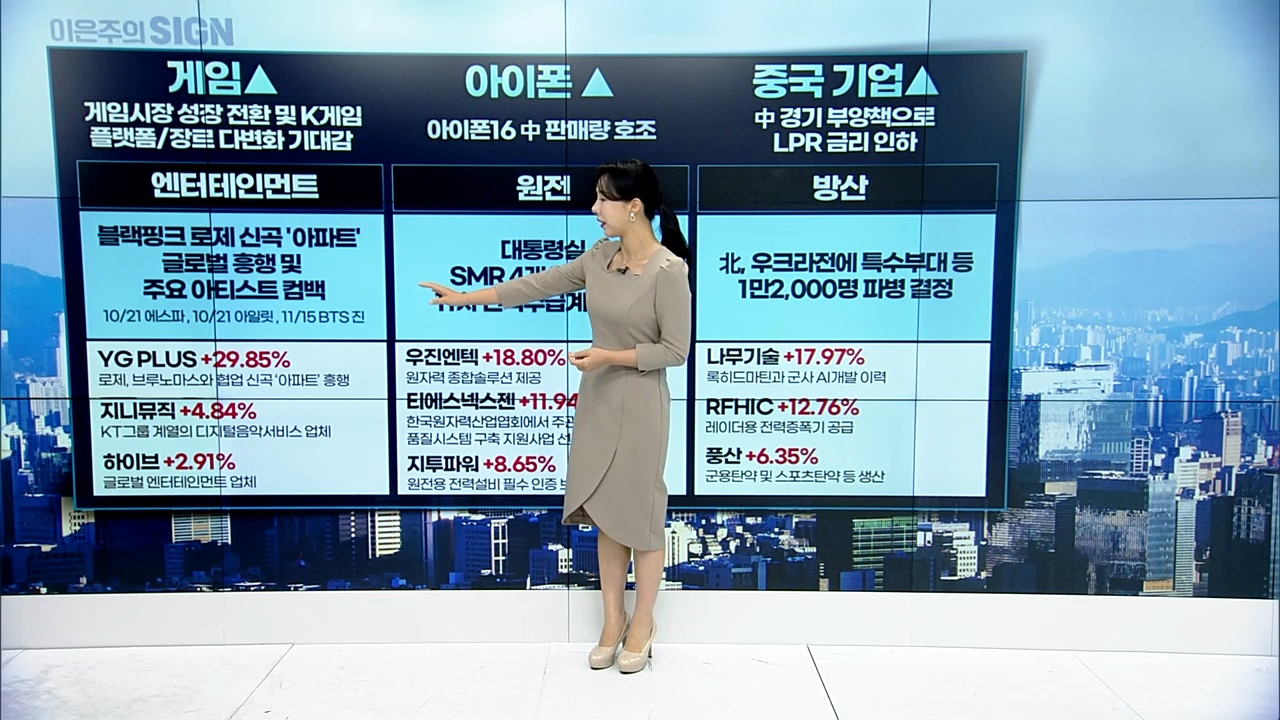 이은주의 SIGN
게임▲
게임시장 성장 전환 및 K게임
플랫폼/장르 다변화 기대감
아이폰▲
아이폰16 中 판매량 호조
중국 기업▲
中 경기 부양책으로
LPR 금리 인하
엔터테인먼트
블랙핑크 로제 신곡 '아파트'
글로벌 흥행 및
주요 아티스트 컴백
10/21 에스파, 10/21 아일릿, 11/15 BTS 진
YG PLUS +29.85%
로제, 브루노마스와 협업 신곡 '아파트' 흥행
지니뮤직 +4.84%
KT그룹 계열의 디지털음악서비스 업체
하이브 +2.91%
글로벌 엔터테인먼트 업체
원전
대통령실
SMR 4개
우진엔텍 +18.80%
원자력 종합솔루션 제공
티에스넥스젠 +11.94
한국원자력산업협회에서 주관
품질시스템 구축 지원사업 선
지투파워 +8.65%
원전용 전력설비 필수 인증 보
방산
北, 우크라전에 특수부대 등
1만2,000명 파병 결정
나무기술 +17.97%
록히드마틴과 군사 AI개발 이력
RFHIC +12.76%
레이더용 전력증폭기 공급
풍산 +6.35%
군용탄약 및 스포츠탄약 등 생산